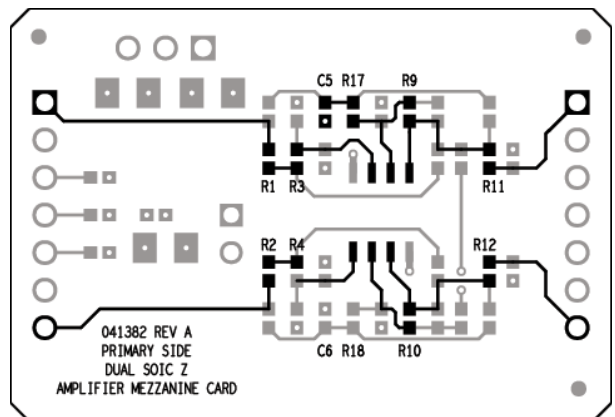 C5 R17 R9
R1 R3 R11
R2 R4 R12
C6 R18 R10
041382 REV A
PRIMARY SIDE
DUAL SOIC Z
AMPLIFIER MEZZANINE CARD